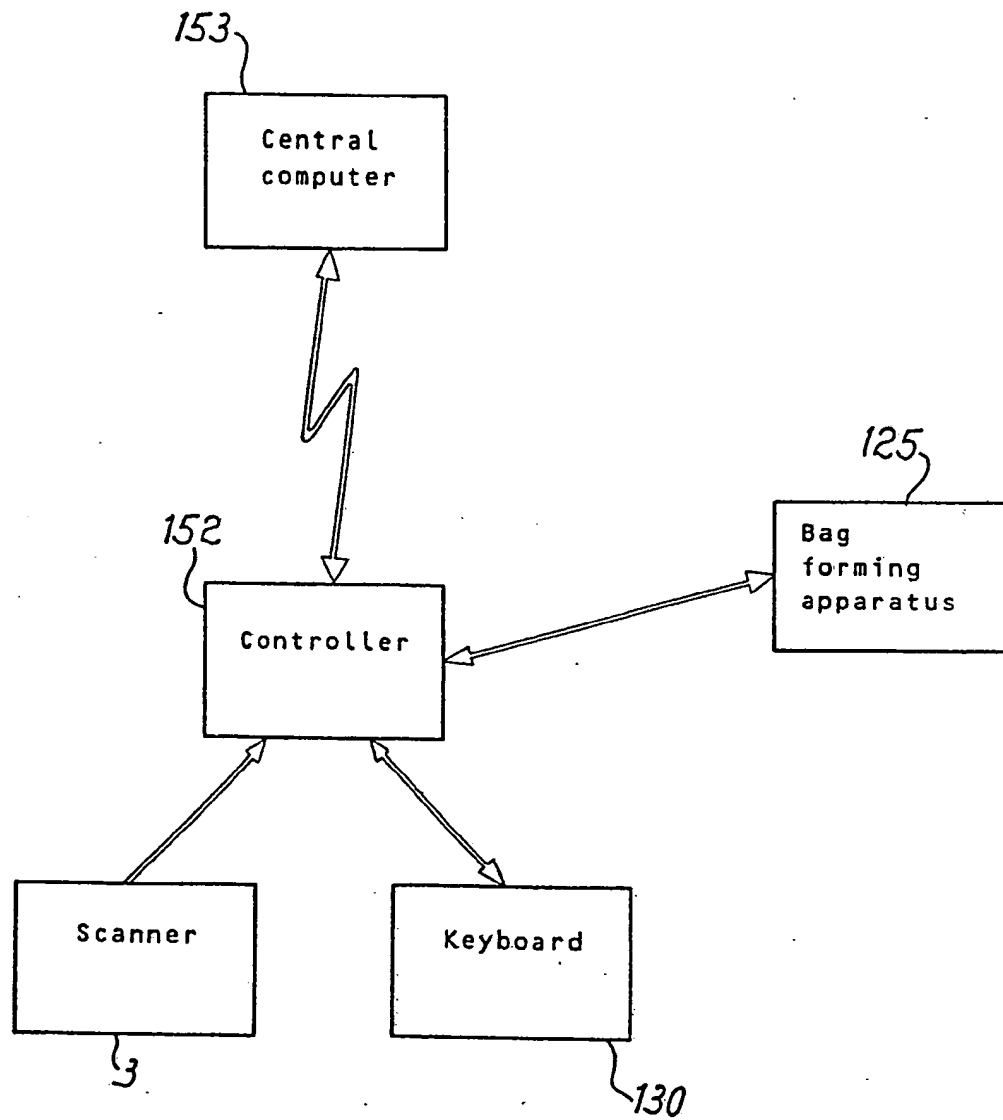 153
Central
computer
125
Bag
forming
apparatus
152
Controller
Scanner
Keyboard
3
130